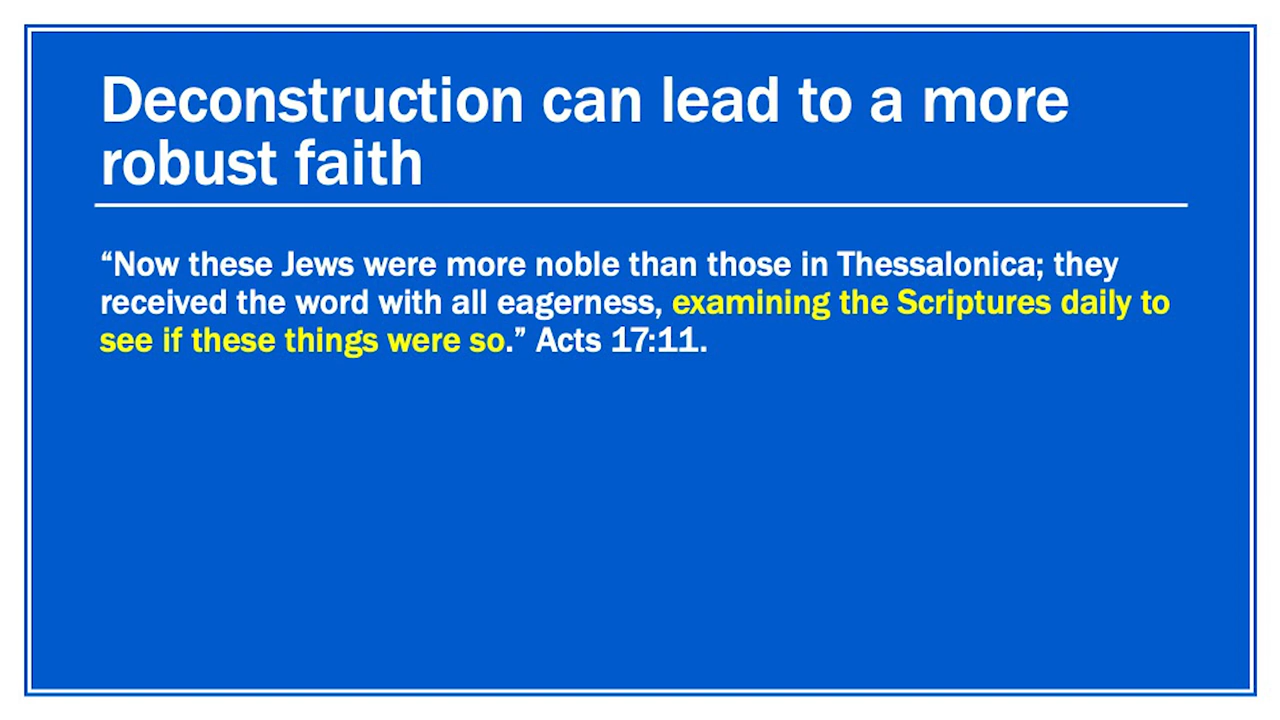 Deconstruction can lead to a more
robust faith
“Now these Jews were more noble than those in Thessalonica; they
received the word with all eagerness, examining the Scriptures daily to
see if these things were so.” Acts 17:11.